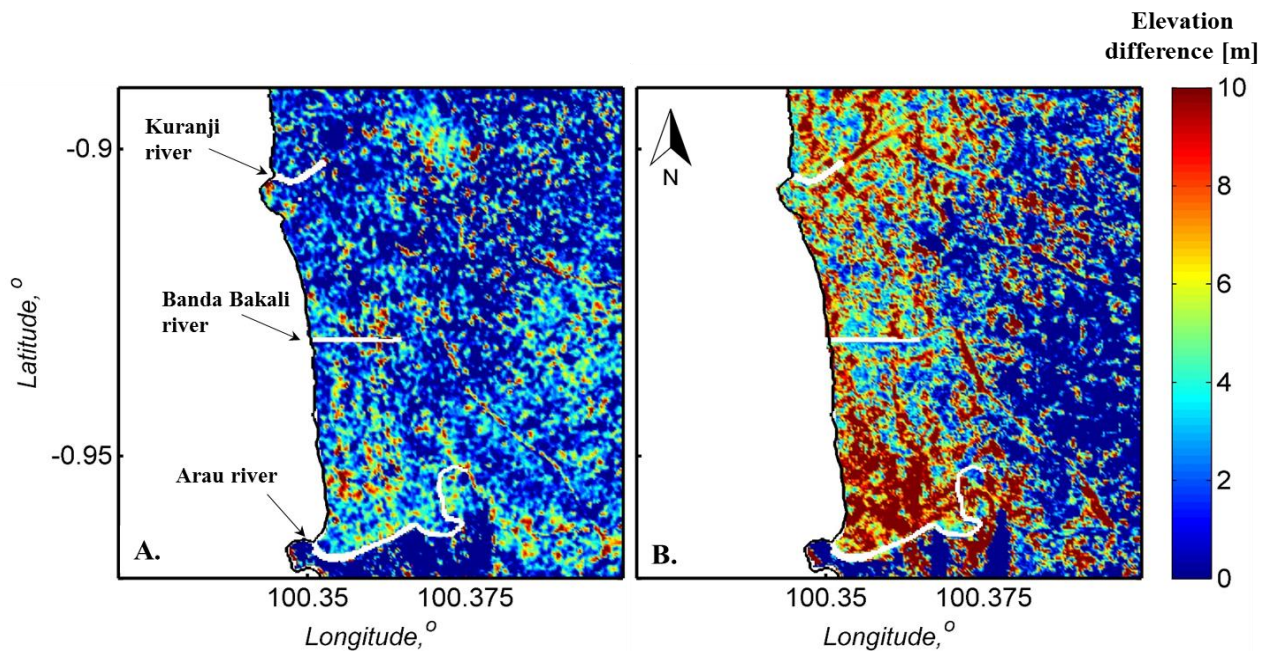 Elevation
difference [m]
Kuranji
river
Banda Bakali
river
Arau river
A.
N
B.
-0.9
-0.95
Latitude,°
100.35
100.375
Longitude,°
100.35
100.375
Longitude,°
10
8
6
4
2
0